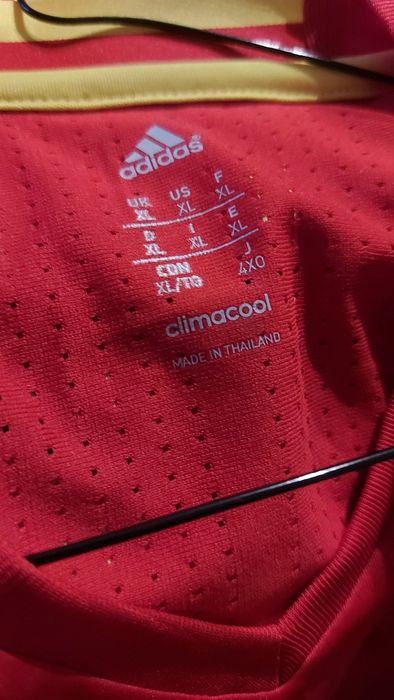 adidas
UK US F
XL XL XL
D I E
XL XL XL
CDN J
XL/TG 4XO
climacool
MADE IN THAILAND